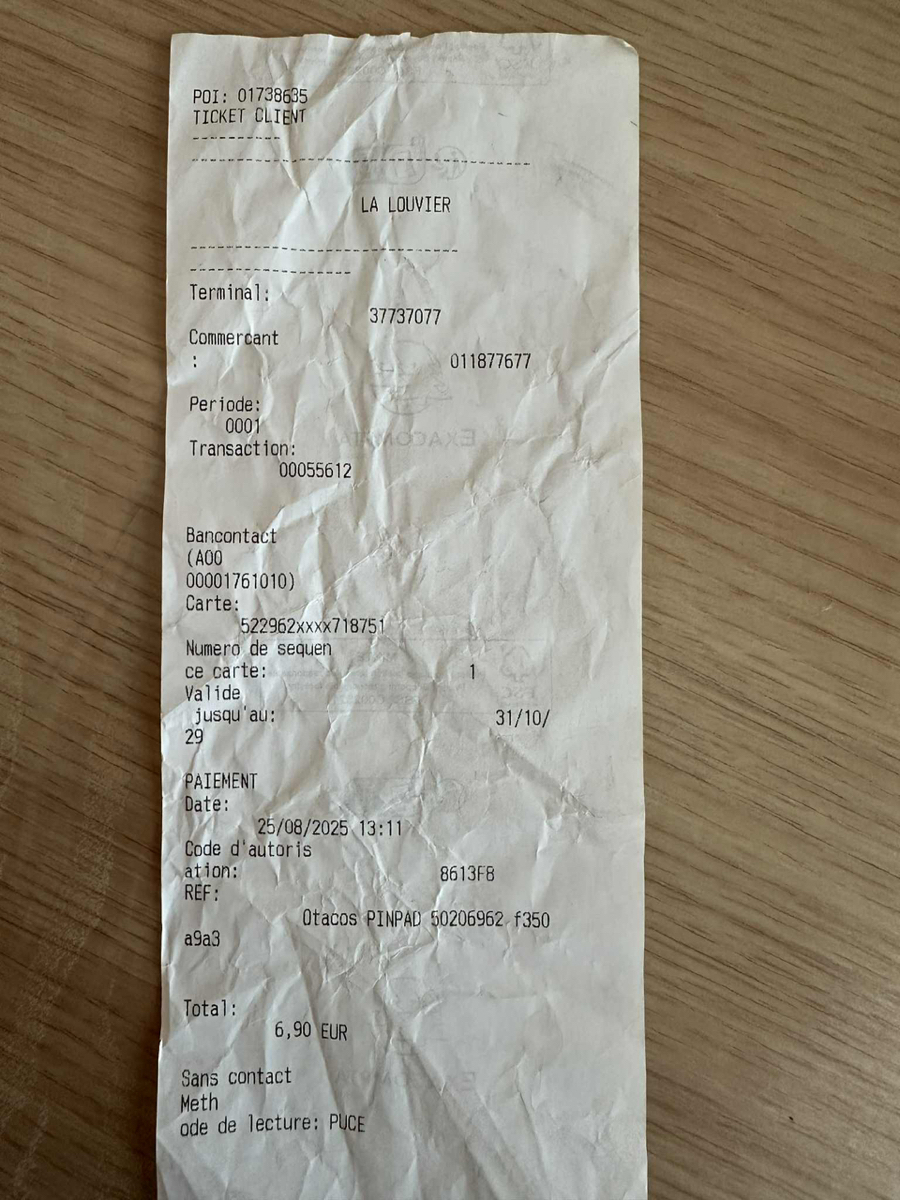 POI: 01738635
TICKET CLIENT
----------
--------------------------------------
LA LOUVIER
------------------------------
------------------
Terminal:
37737077
Commercant
: 011877677
Periode:
0001
Transaction:
00055612
Bancontact
(A00
00001761010)
Carte:
522962xxxx718751
Numero de sequen
ce carte: 1
Valide
jusqu'au: 31/10/
29
PAIEMENT
Date:
25/08/2025 13:11
Code d'autoris
ation: 8613F8
REF:
Otacos PINPAD 50206962 f350
a9a3
Total:
6,90 EUR
Sans contact
Meth
ode de lecture: PUCE
EXACOMPTA